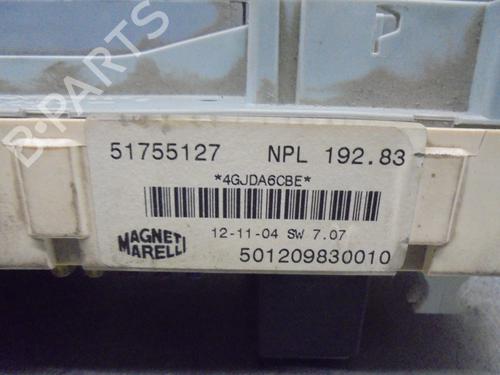 B-PARTS
P
51755127 NPL 192.83
*4GJDA6CBE*
12-11-04 SW 7.07
MAGNETI
MARELLI
501209830010